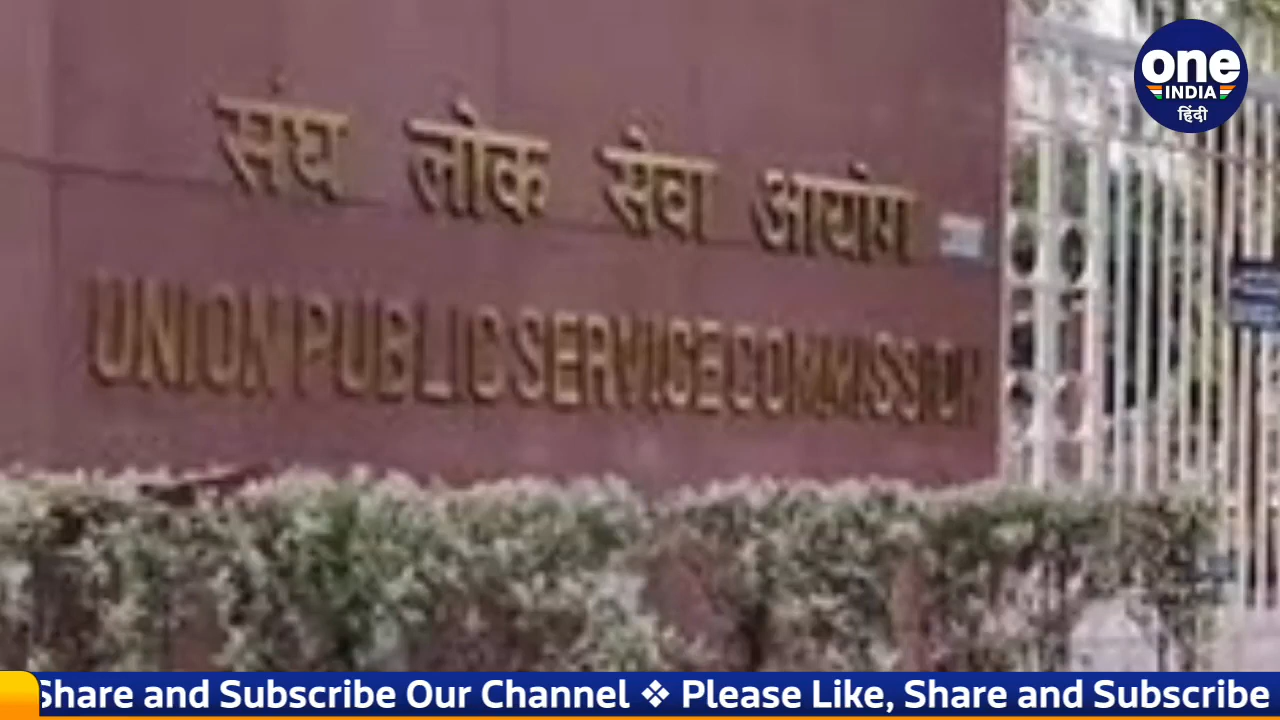 one
INDIA
हिंदी
संघ लोक सेवा आयोग
UNION PUBLIC SERVICE COMMISSION
Share and Subscribe Our Channel ❖ Please Like, Share and Subscribe